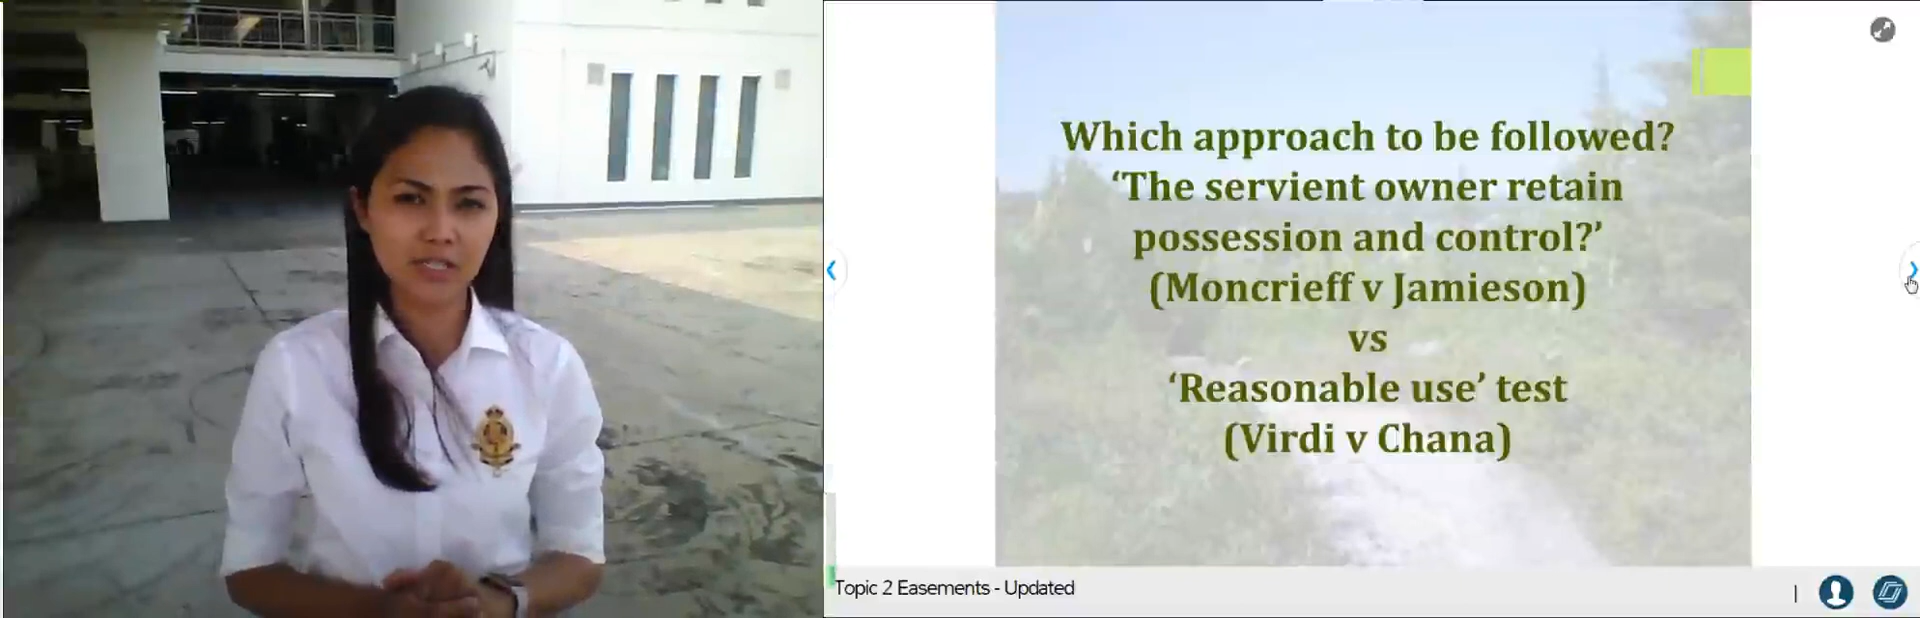 Which approach to be followed?
‘The servient owner retain
possession and control?’
(Moncrieff v Jamieson)
vs
‘Reasonable use’ test
(Virdi v Chana)
Topic 2 Easements - Updated